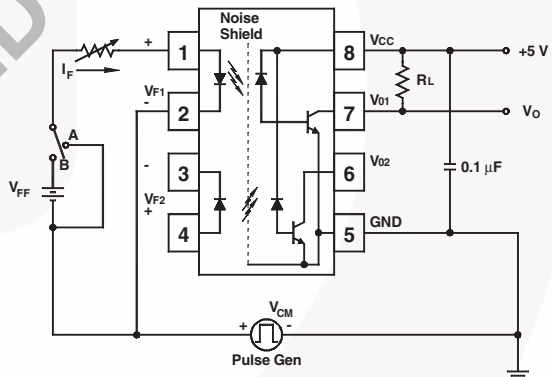 Noise
Shield
+
1
8
VCC
+5 V
IF
RL
VF1
-
2
7
V01
VO
A
B
-
3
6
V02
0.1 μF
VFF
VF2
+
4
5
GND
VCM
+
-
Pulse Gen